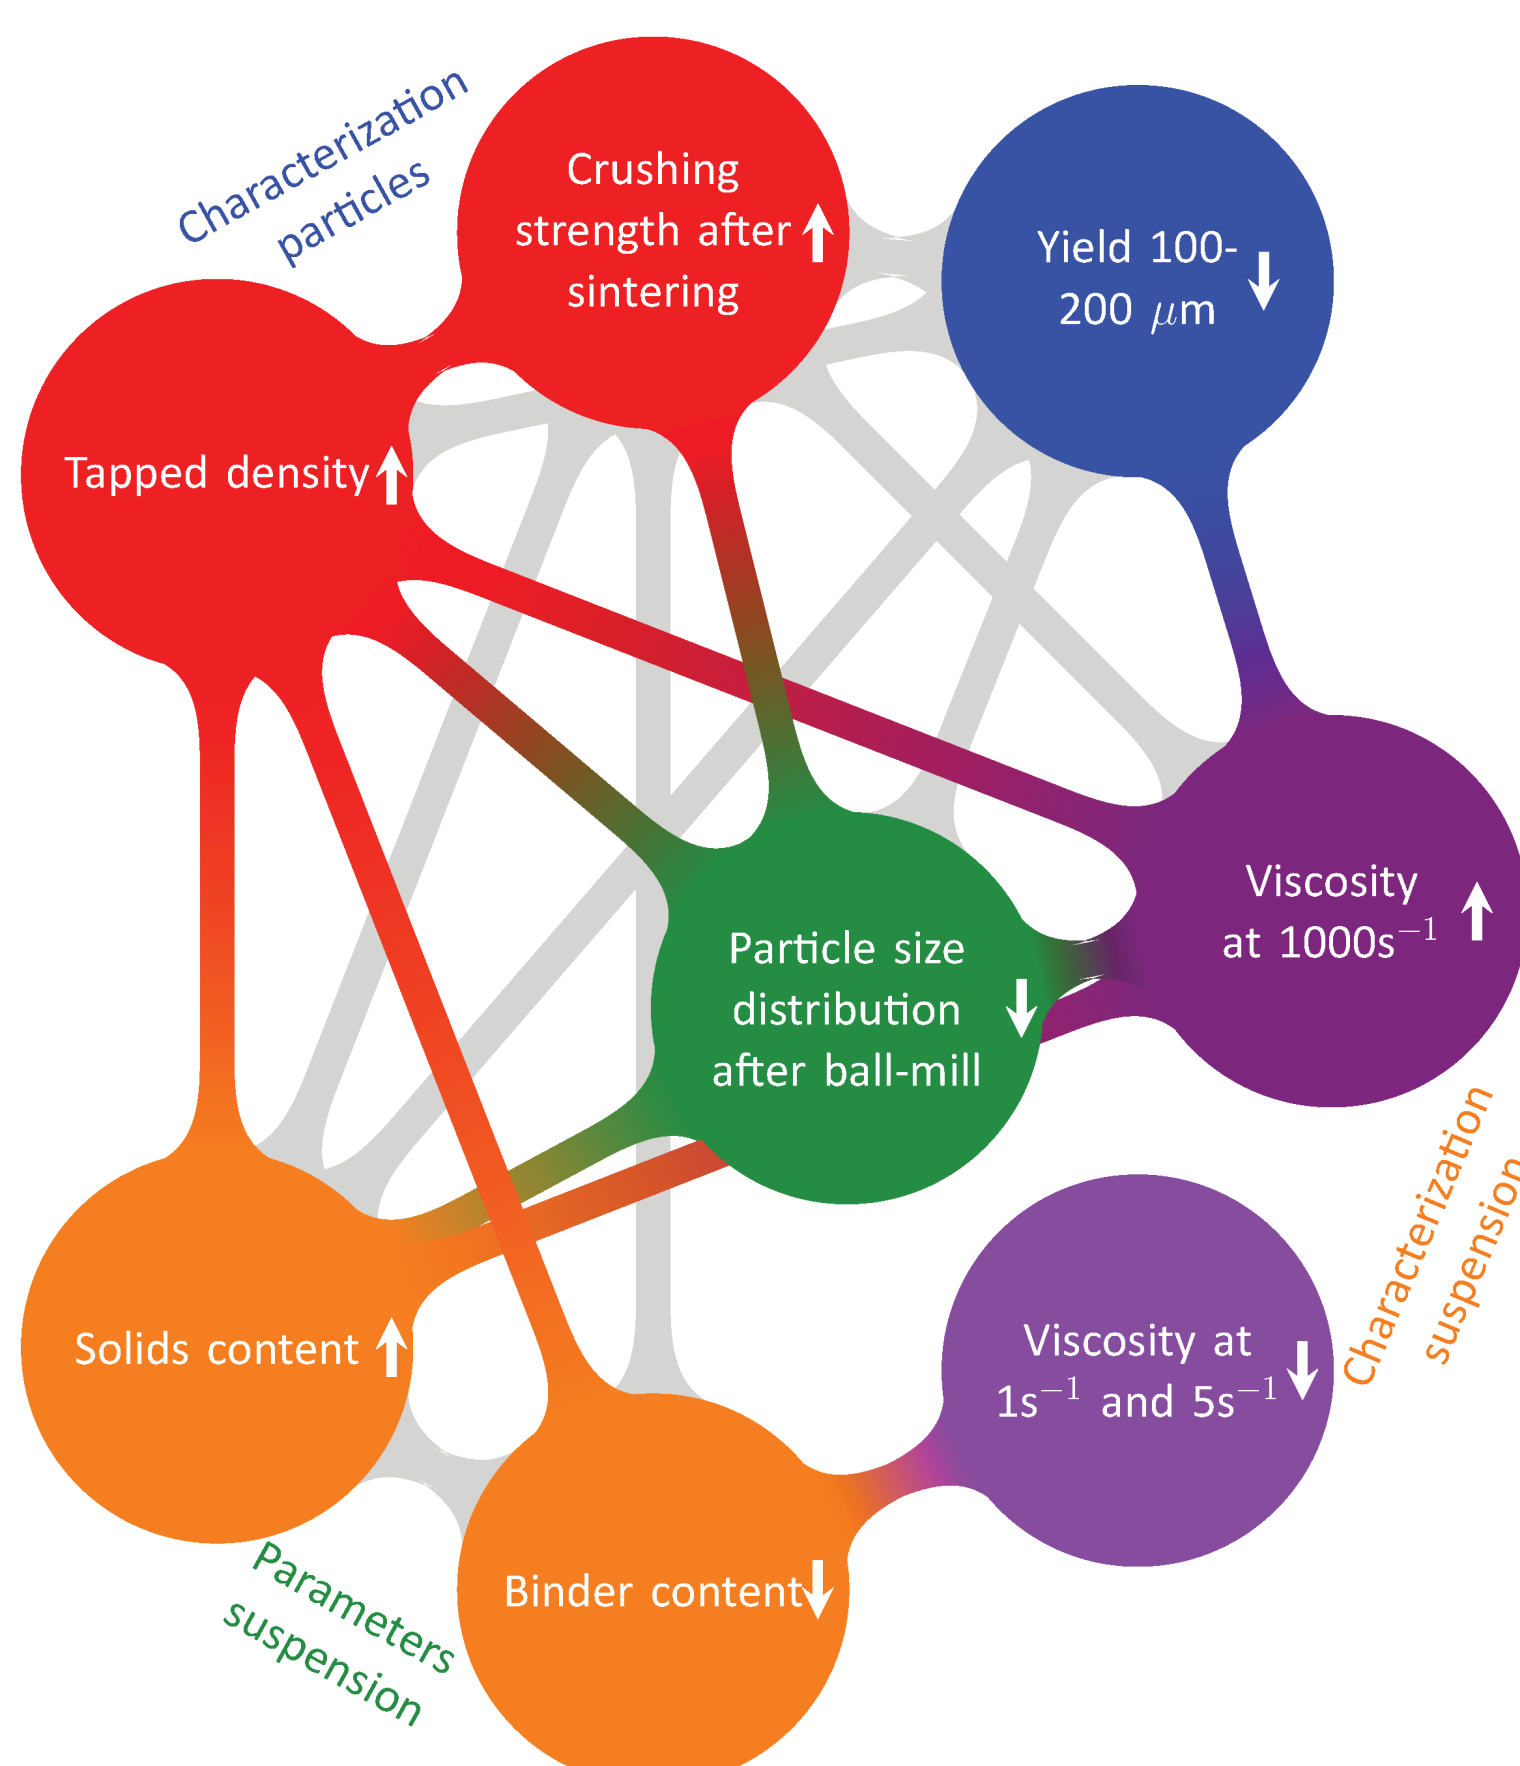 Characterization
particles
Crushing
strength after
sintering
Yield 100-
200 μm
Tapped density
Viscosity
at 1000s⁻¹
Particle size
distribution
after ball-mill
Characterization
suspension
Solids content
Viscosity at
1s⁻¹ and 5s⁻¹
Binder content
Parameters
suspension